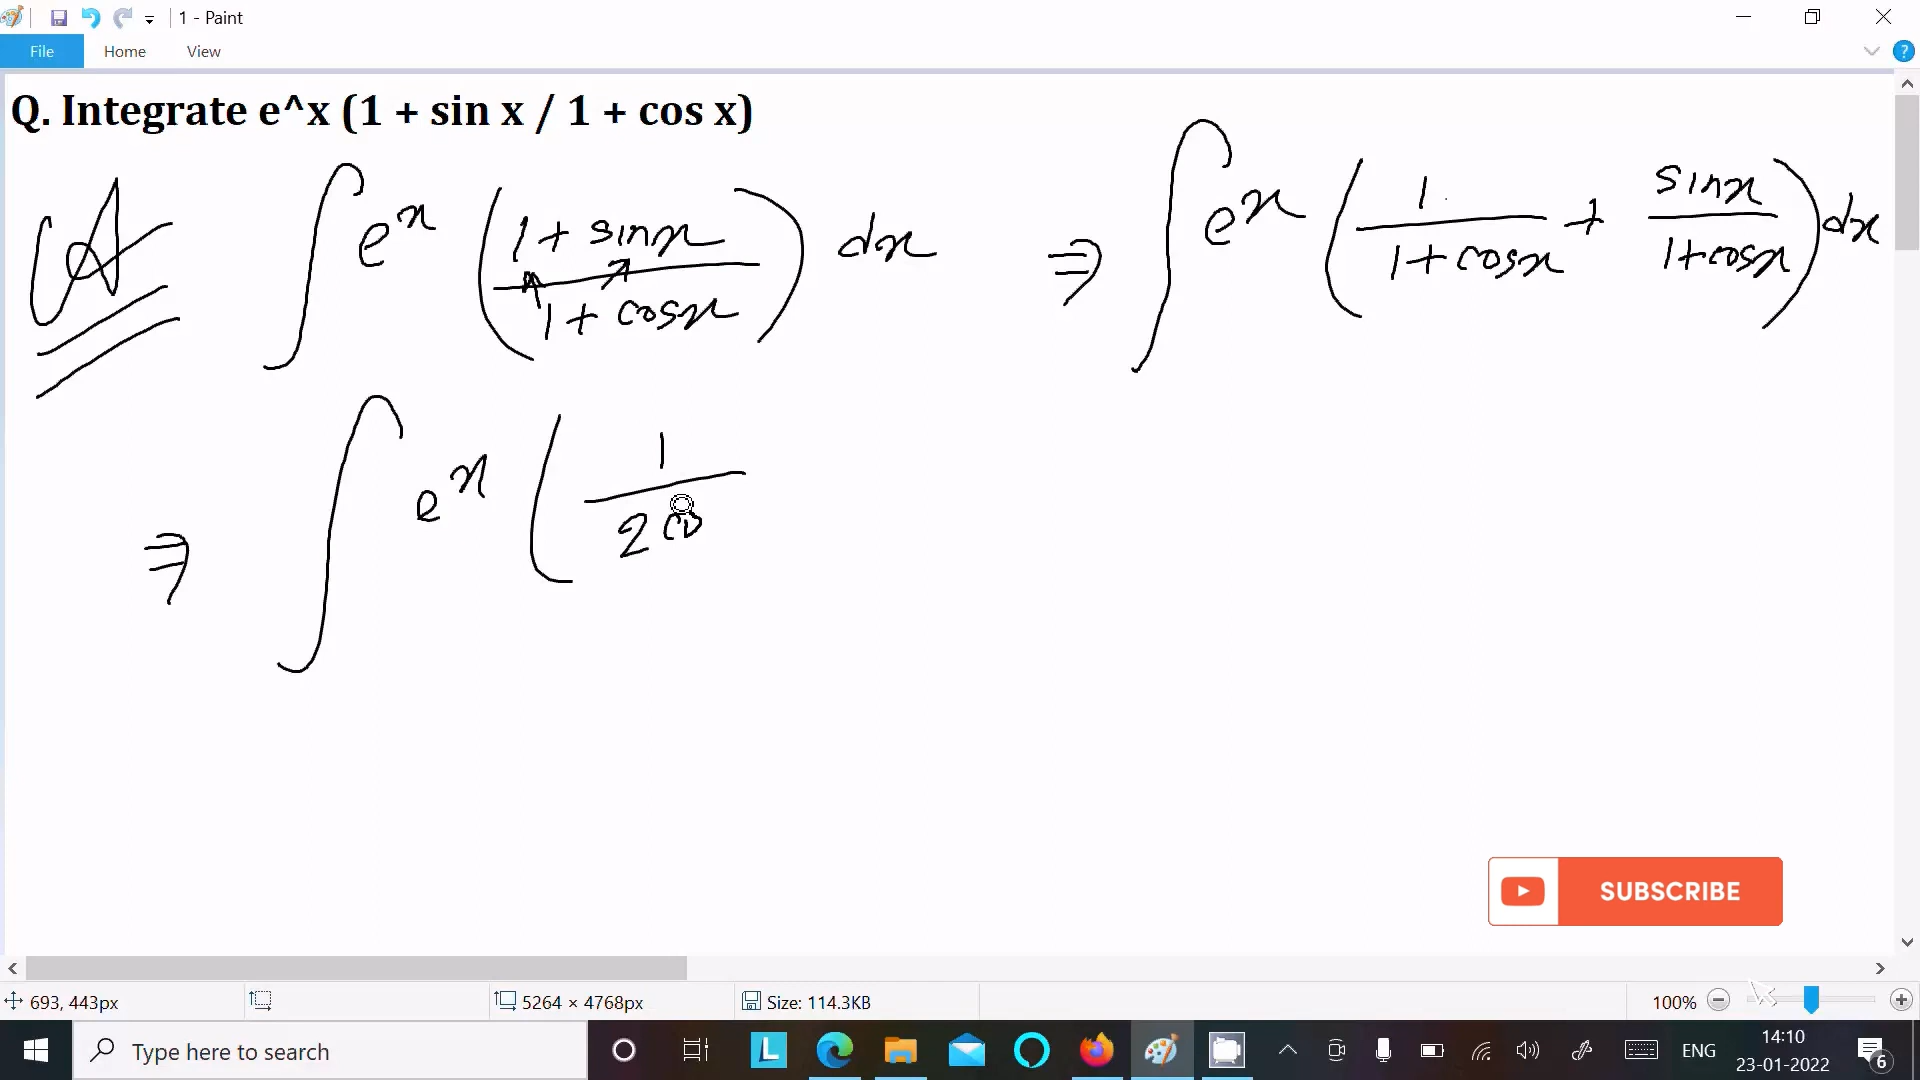 1 - Paint
File Home View
Q. Integrate e^x (1 + sin x / 1 + cos x)
A ∫ e^x ( (1 + sinx) / (1 + cosx) ) dx ⇒ ∫ e^x ( 1 / (1 + cosx) + sinx / (1 + cosx) ) dx
⇒ ∫ e^x ( 1 / 2 co
SUBSCRIBE
693, 443px 5264 × 4768px Size: 114.3KB 100%
Type here to search
L
ENG
14:10
23-01-2022
6